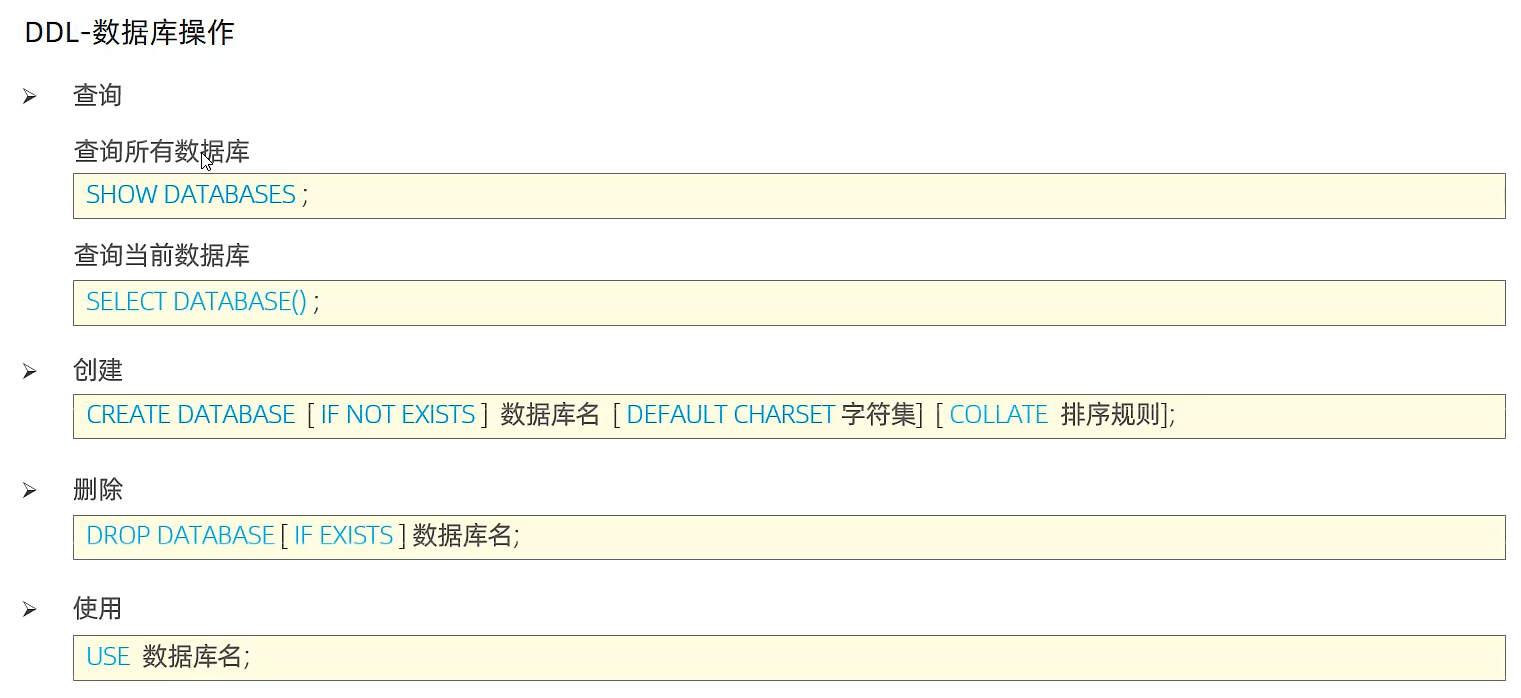 DDL-数据库操作
查询
查询所有数据库
SHOW DATABASES ;
查询当前数据库
SELECT DATABASE() ;
创建
CREATE DATABASE [ IF NOT EXISTS ] 数据库名 [ DEFAULT CHARSET 字符集] [ COLLATE 排序规则];
删除
DROP DATABASE [ IF EXISTS ] 数据库名;
使用
USE 数据库名;